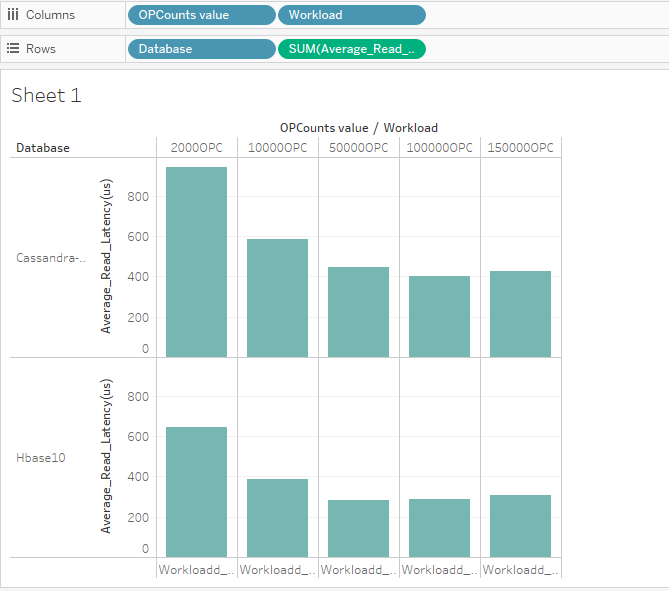 Columns OPCounts value Workload
Rows Database SUM(Average_Read_..
Sheet 1
OPCounts value / Workload
Database 2000OPC 10000OPC 50000OPC 100000OPC 150000OPC
Cassandra-..
Average_Read_Latency(us)
800
600
400
200
0
Hbase10
Average_Read_Latency(us)
800
600
400
200
0
Workloadd_.. Workloadd_.. Workloadd_.. Workloadd_.. Workloadd_..